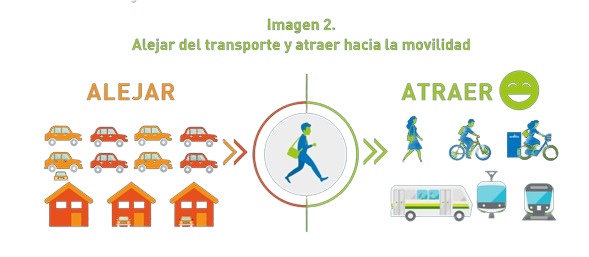 Imagen 2.
Alejar del transporte y atraer hacia la movilidad
ALEJAR
ATRAER